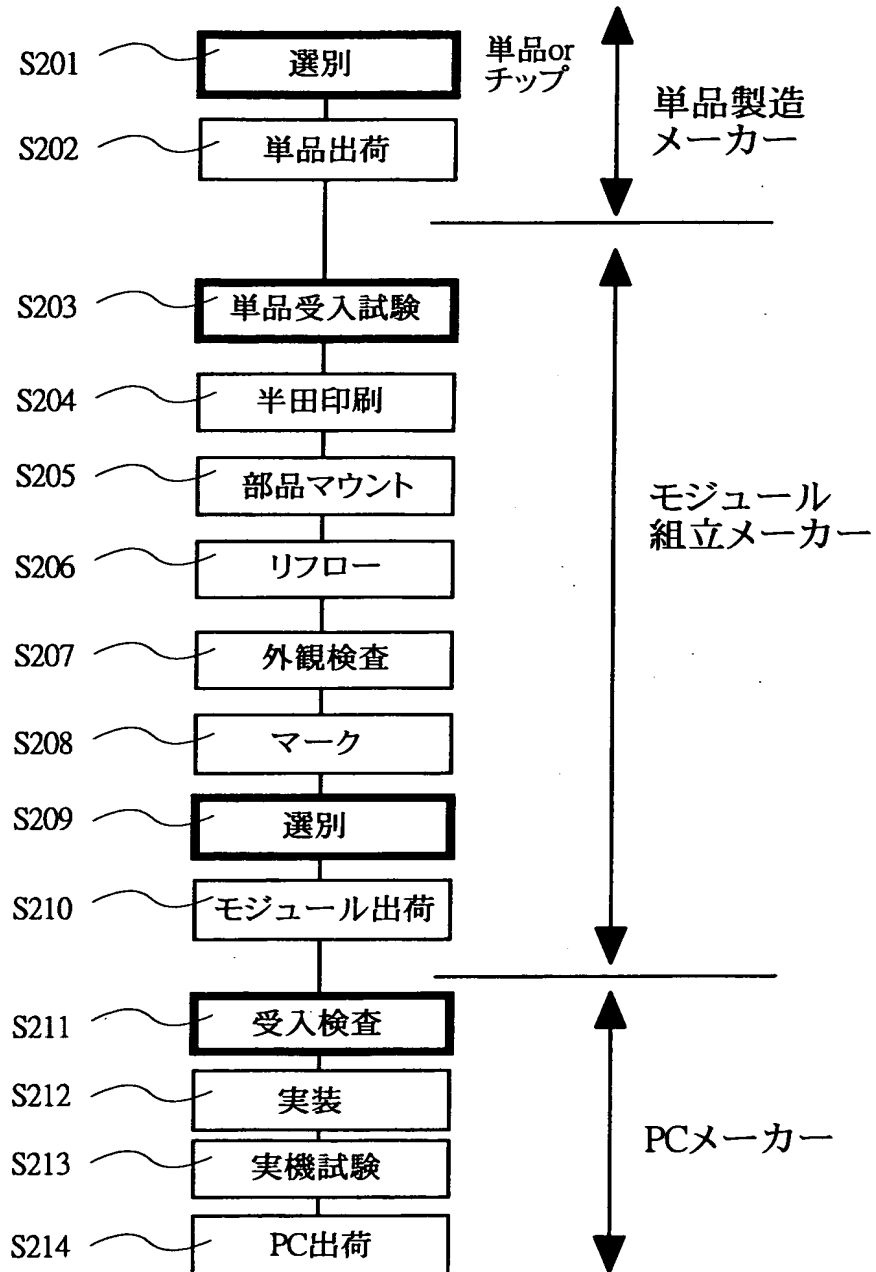 S201
選別
単品or
チップ
単品製造
メーカー
S202
単品出荷
S203
単品受入試験
S204
半田印刷
S205
部品マウント
モジュール
組立メーカー
S206
リフロー
S207
外観検査
S208
マーク
S209
選別
S210
モジュール出荷
S211
受入検査
S212
実装
S213
実機試験
PCメーカー
S214
PC出荷